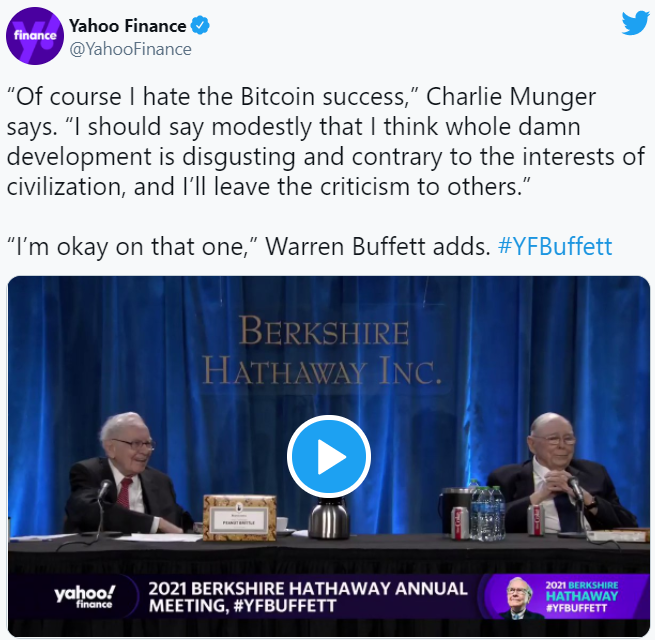 finance
Yahoo Finance
@YahooFinance
“Of course I hate the Bitcoin success,” Charlie Munger
says. “I should say modestly that I think whole damn
development is disgusting and contrary to the interests of
civilization, and I’ll leave the criticism to others.”
“I’m okay on that one,” Warren Buffett adds. #YFBuffett
BERKSHIRE
HATHAWAY INC.
PEANUT BRITTLE
yahoo!
finance
2021 BERKSHIRE HATHAWAY ANNUAL
MEETING, #YFBUFFETT
2021 BERKSHIRE
HATHAWAY
#YFBUFFETT